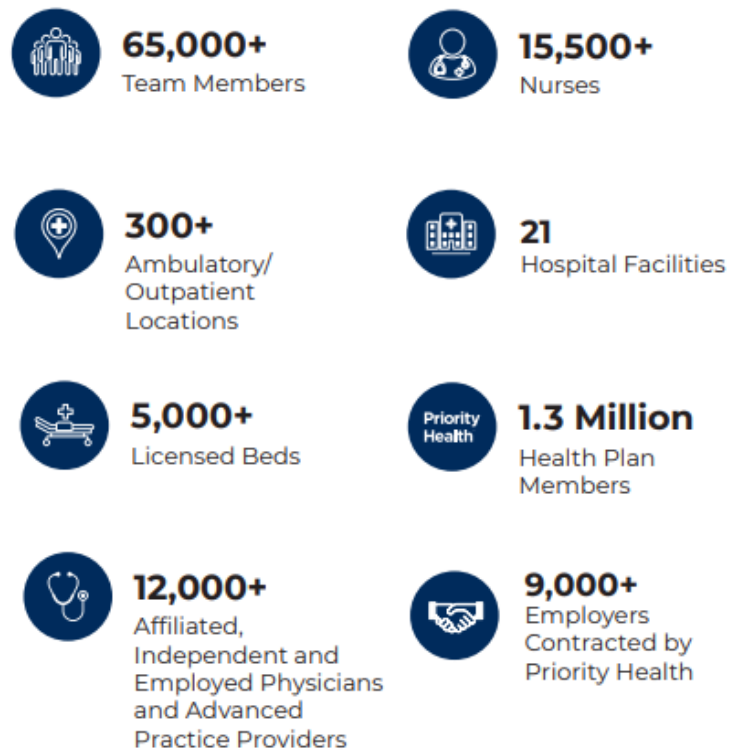 65,000+
Team Members
15,500+
Nurses
300+
Ambulatory/
Outpatient
Locations
21
Hospital Facilities
5,000+
Licensed Beds
Priority
Health
1.3 Million
Health Plan
Members
12,000+
Affiliated,
Independent and
Employed Physicians
and Advanced
Practice Providers
9,000+
Employers
Contracted by
Priority Health